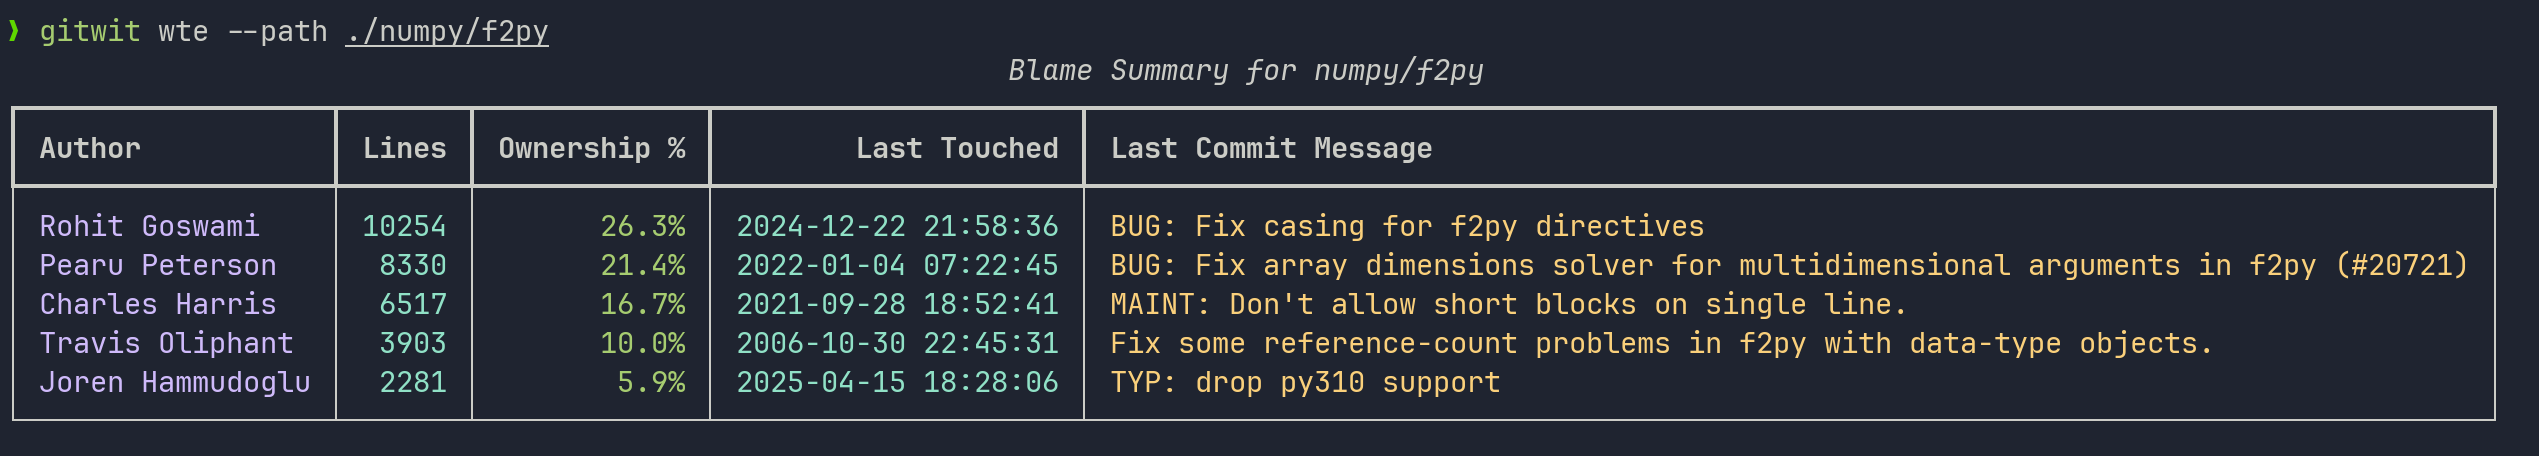 ❯ gitwit wte --path ./numpy/f2py
Blame Summary for numpy/f2py
Author Lines Ownership % Last Touched Last Commit Message
Rohit Goswami 10254 26.3% 2024-12-22 21:58:36 BUG: Fix casing for f2py directives
Pearu Peterson 8330 21.4% 2022-01-04 07:22:45 BUG: Fix array dimensions solver for multidimensional arguments in f2py (#20721)
Charles Harris 6517 16.7% 2021-09-28 18:52:41 MAINT: Don't allow short blocks on single line.
Travis Oliphant 3903 10.0% 2006-10-30 22:45:31 Fix some reference-count problems in f2py with data-type objects.
Joren Hammudoglu 2281 5.9% 2025-04-15 18:28:06 TYP: drop py310 support